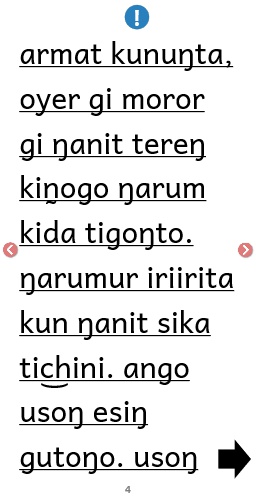 armat kunuŋta,
oyer gi moror
gi ŋanit tereŋ
kiṉogo ŋarum
kida tigoŋto.
ŋarumur iriirita
kun ŋanit sika
tichini. ango
usoŋ esiŋ
gutoŋo. usoŋ
4